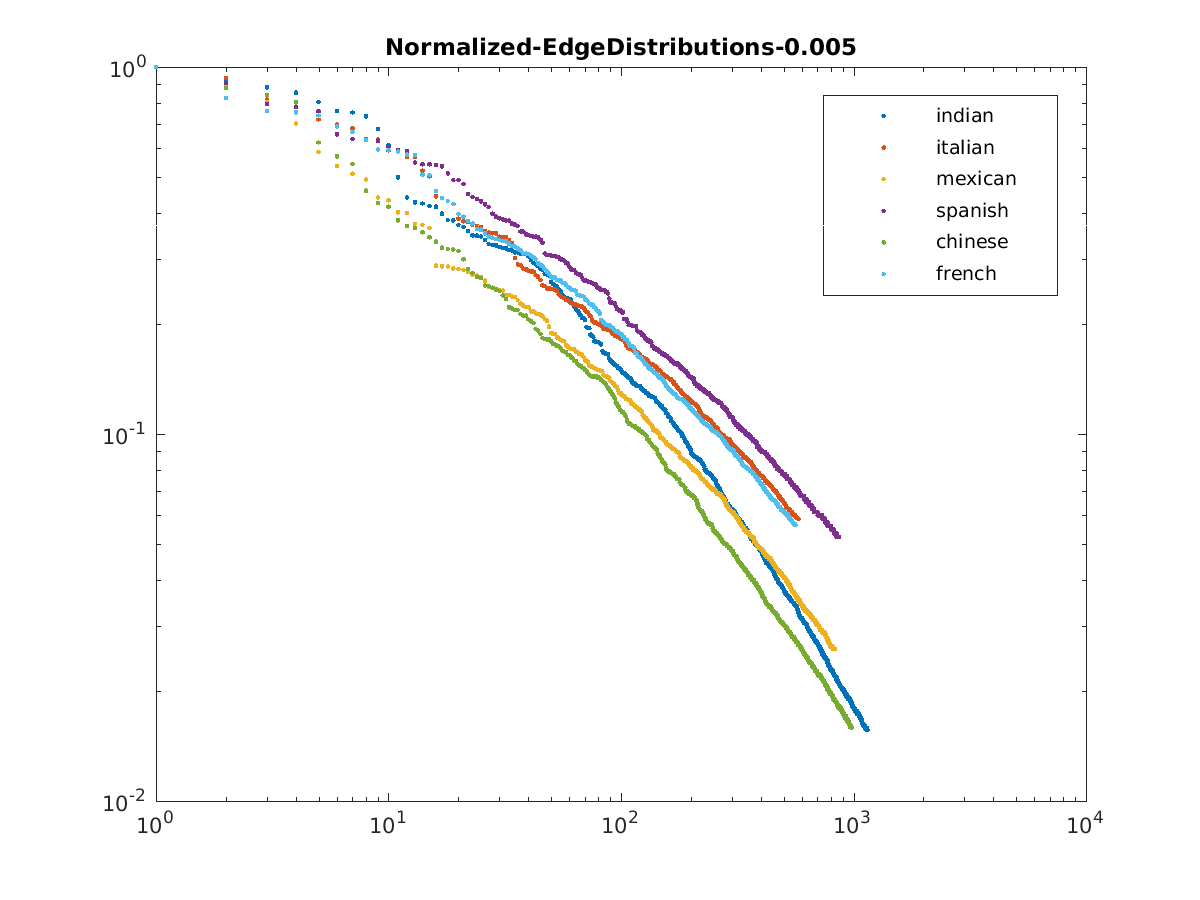 Normalized-EdgeDistributions-0.005
10^0
indian
italian
mexican
spanish
chinese
french
10^-1
10^-2
10^0 10^1 10^2 10^3 10^4